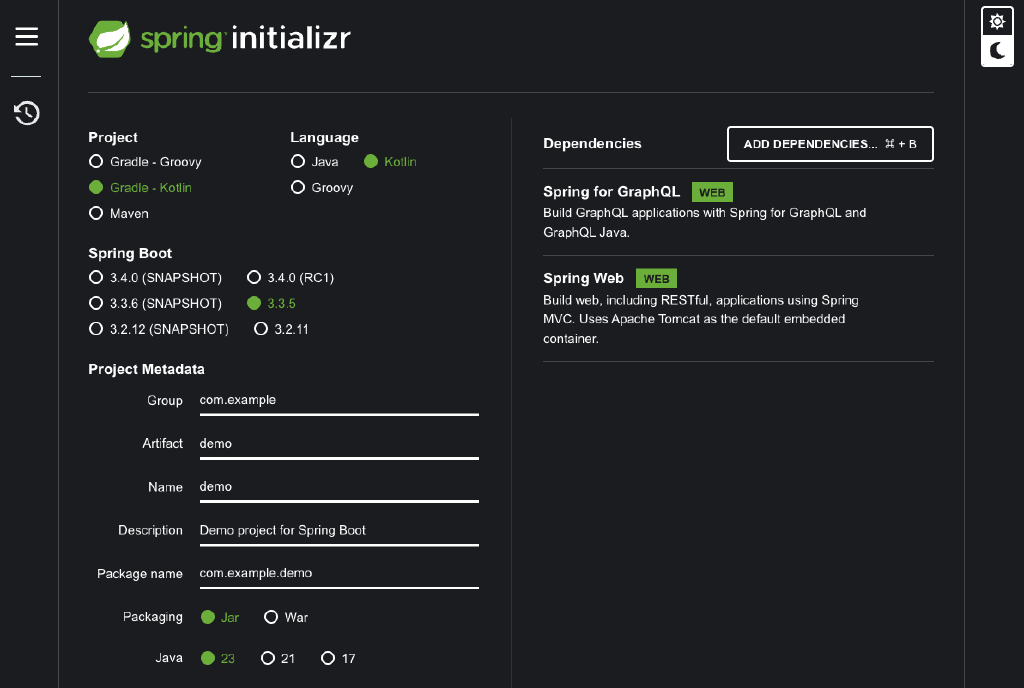 spring initializr
Project
Gradle - Groovy
Gradle - Kotlin
Maven
Language
Java Kotlin
Groovy
Spring Boot
3.4.0 (SNAPSHOT) 3.4.0 (RC1)
3.3.6 (SNAPSHOT) 3.3.5
3.2.12 (SNAPSHOT) 3.2.11
Project Metadata
Group com.example
Artifact demo
Name demo
Description Demo project for Spring Boot
Package name com.example.demo
Packaging Jar War
Java 23 21 17
Dependencies ADD DEPENDENCIES... ⌘ + B
Spring for GraphQL WEB
Build GraphQL applications with Spring for GraphQL and
GraphQL Java.
Spring Web WEB
Build web, including RESTful, applications using Spring
MVC. Uses Apache Tomcat as the default embedded
container.